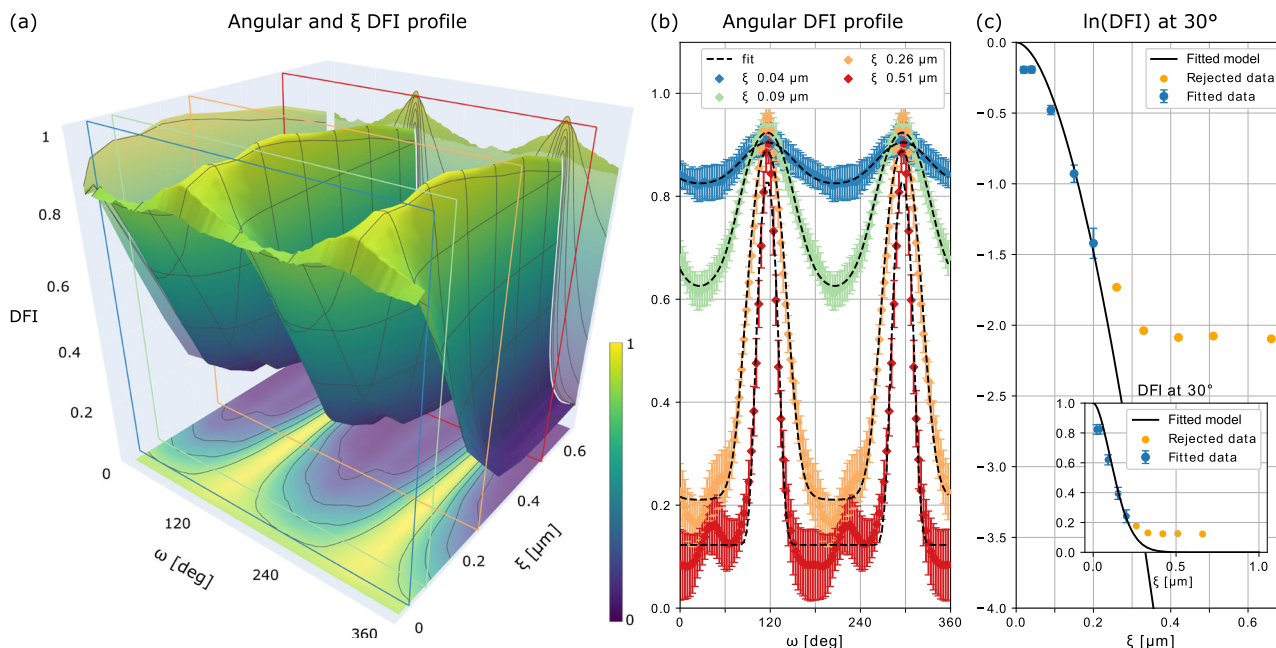 (a)
Angular and ξ DFI profile
1
0.8
0.6
DFI
0.4
0.2
0
120
ω [deg]
240
360
0
0.2
0.4
0.6
ξ [μm]
1
0
(b)
Angular DFI profile
fit
ξ 0.04 μm
ξ 0.09 μm
ξ 0.26 μm
ξ 0.51 μm
1.0
0.8
0.6
0.4
0.2
0.0
0
120
240
360
ω [deg]
(c)
ln(DFI) at 30°
Fitted model
Rejected data
Fitted data
0.0
−0.5
−1.0
−1.5
−2.0
−2.5
−3.0
−3.5
−4.0
0.0
0.2
0.4
0.6
ξ [μm]
DFI at 30°
Fitted model
Rejected data
Fitted data
1.0
0.8
0.6
0.4
0.2
0.0
0.0
0.5
1.0
ξ [μm]